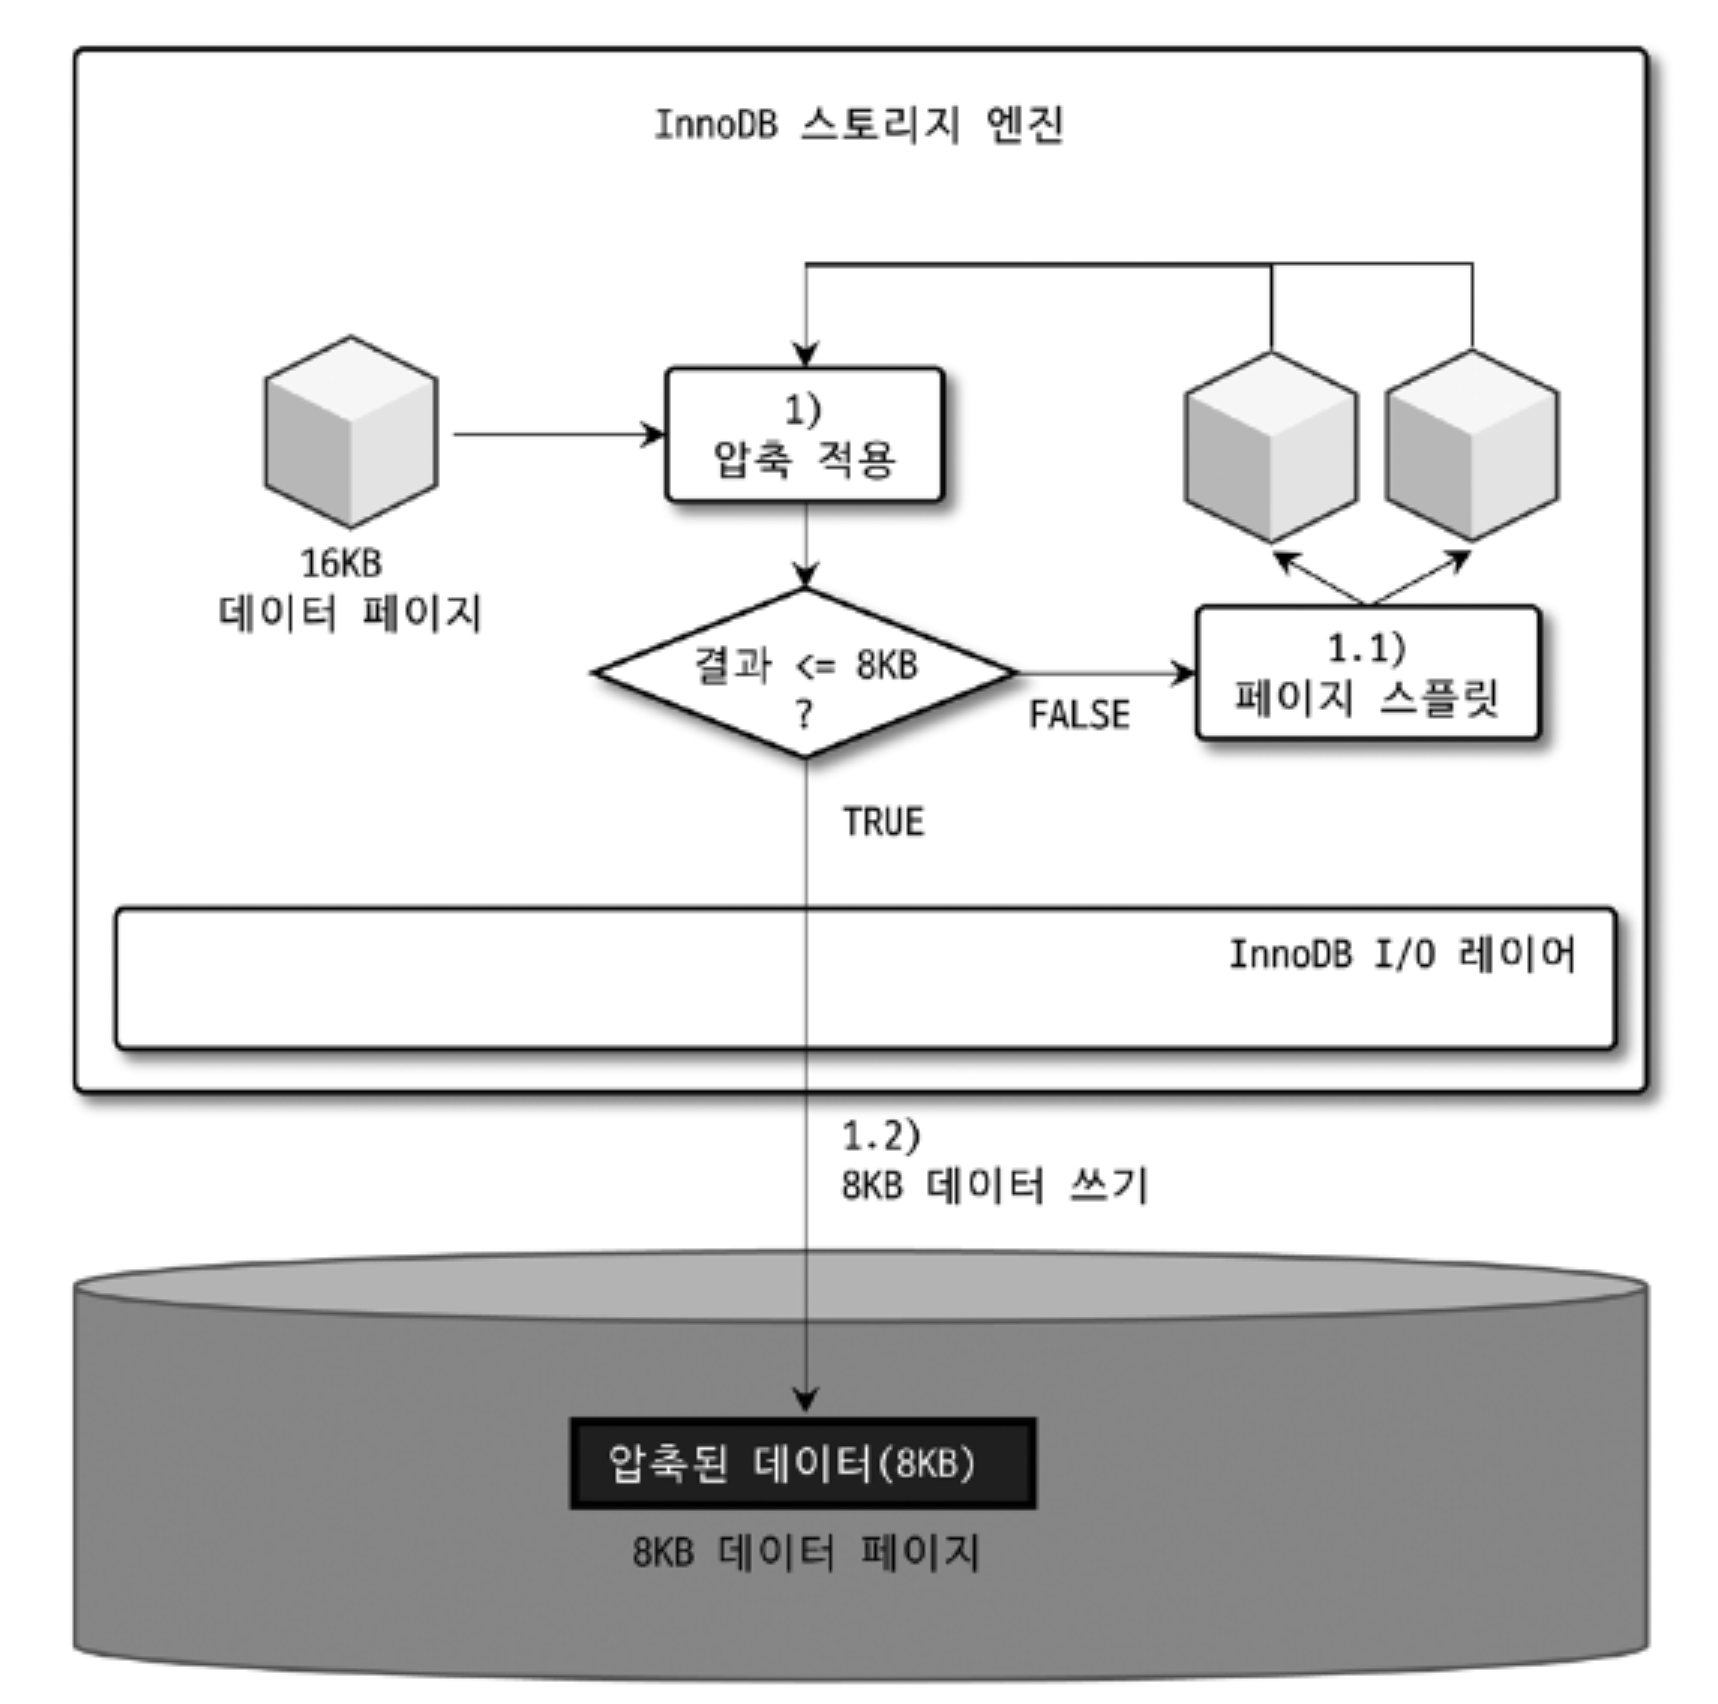 InnoDB 스토리지 엔진
1)
압축 적용
16KB
데이터 페이지
결과 <= 8KB
?
FALSE
1.1)
페이지 스플릿
TRUE
InnoDB I/O 레이어
1.2)
8KB 데이터 쓰기
압축된 데이터(8KB)
8KB 데이터 페이지